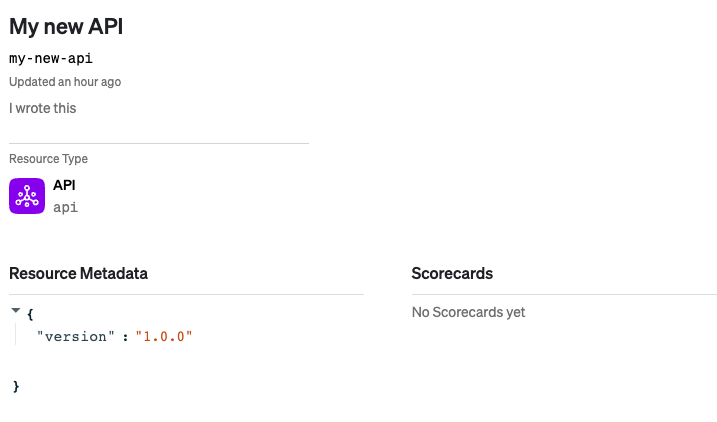 My new API
my-new-api
Updated an hour ago
I wrote this
Resource Type
API
api
Resource Metadata
{
"version" : "1.0.0"
}
Scorecards
No Scorecards yet